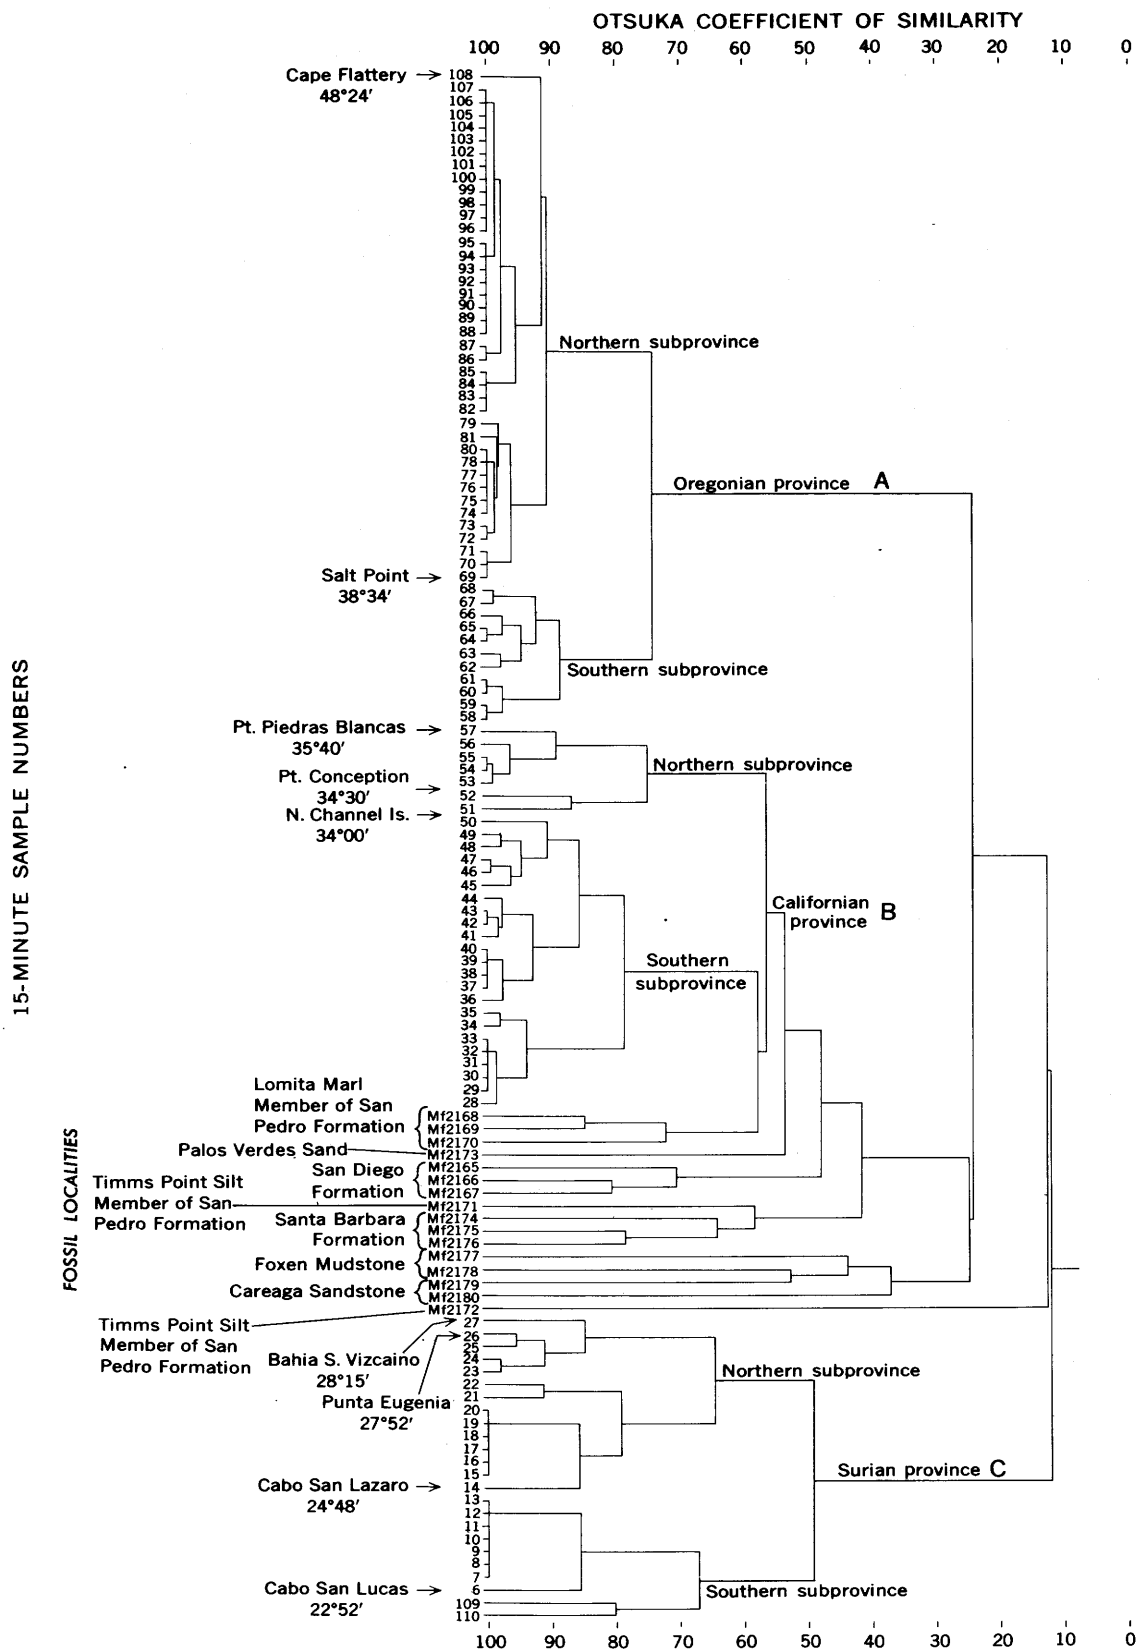 OTSUKA COEFFICIENT OF SIMILARITY
100 90 80 70 60 50 40 30 20 10 0
Cape Flattery
48°24′
108
107
106
105
104
103
102
101
100
99
98
97
96
95
94
93
92
91
90
89
88
87
86
85
84
83
82
79
81
80
78
77
76
75
74
73
72
71
70
69
Northern subprovince
Oregonian province A
Salt Point
38°34′
68
67
66
65
64
63
62
61
60
59
58
Southern subprovince
15-MINUTE SAMPLE NUMBERS
Pt. Piedras Blancas
35°40′
57
56
55
54
53
Pt. Conception
34°30′
52
51
Northern subprovince
N. Channel Is.
34°00′
50
49
48
47
46
45
44
43
42
41
40
39
38
37
36
35
34
33
32
31
30
29
28
Californian
province B
Southern
subprovince
FOSSIL LOCALITIES
Lomita Marl
Member of San
Pedro Formation
Mf2168
Mf2169
Mf2170
Palos Verdes Sand
Mf2173
San Diego
Formation
Mf2165
Mf2166
Mf2167
Timms Point Silt
Member of San
Pedro Formation
Mf2171
Santa Barbara
Formation
Mf2174
Mf2175
Mf2176
Foxen Mudstone
Mf2177
Mf2178
Careaga Sandstone
Mf2179
Mf2180
Mf2172
Timms Point Silt
Member of San
Pedro Formation
Bahia S. Vizcaino
28°15′
27
Punta Eugenia
27°52′
26
25
24
23
22
21
20
19
18
17
16
15
Northern subprovince
Surian province C
Cabo San Lazaro
24°48′
14
13
12
11
10
9
8
7
Cabo San Lucas
22°52′
6
109
110
Southern subprovince
100 90 80 70 60 50 40 30 20 10 0